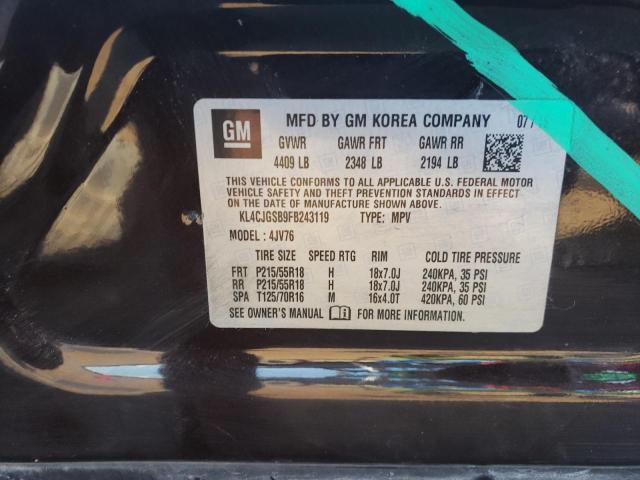 GM
MFD BY GM KOREA COMPANY 07/
GVWR GAWR FRT GAWR RR
4409 LB 2348 LB 2194 LB
THIS VEHICLE CONFORMS TO ALL APPLICABLE U.S. FEDERAL MOTOR
VEHICLE SAFETY AND THEFT PREVENTION STANDARDS IN EFFECT ON
THE DATE OF MANUFACTURE SHOWN ABOVE.
KL4CJGSB9FB243119 TYPE: MPV
MODEL: 4JV76
TIRE SIZE SPEED RTG RIM COLD TIRE PRESSURE
FRT P215/55R18 H 18x7.0J 240KPA, 35 PSI
RR P215/55R18 H 18x7.0J 240KPA, 35 PSI
SPA T125/70R16 M 16x4.0T 420KPA, 60 PSI
SEE OWNER'S MANUAL FOR MORE INFORMATION.